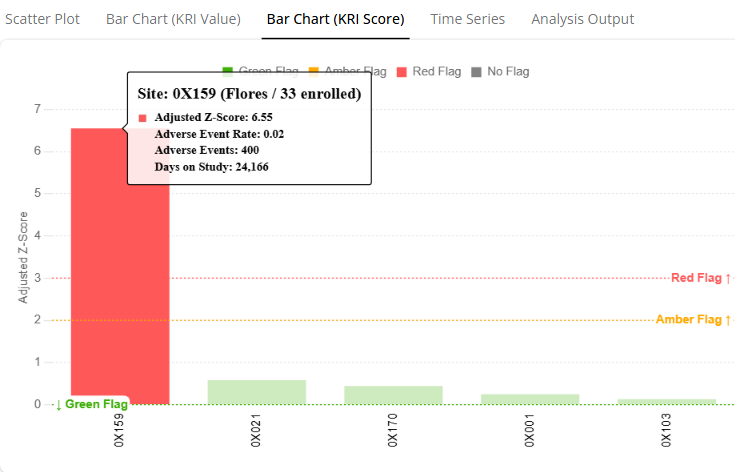 Scatter Plot Bar Chart (KRI Value) Bar Chart (KRI Score) Time Series Analysis Output
Green Flag Amber Flag Red Flag No Flag
Site: 0X159 (Flores / 33 enrolled)
Adjusted Z-Score: 6.55
Adverse Event Rate: 0.02
Adverse Events: 400
Days on Study: 24,166
Adjusted Z-Score
7
6
5
4
3
2
1
0
Red Flag ↑
Amber Flag ↑
↓ Green Flag
0X159 0X021 0X170 0X001 0X103